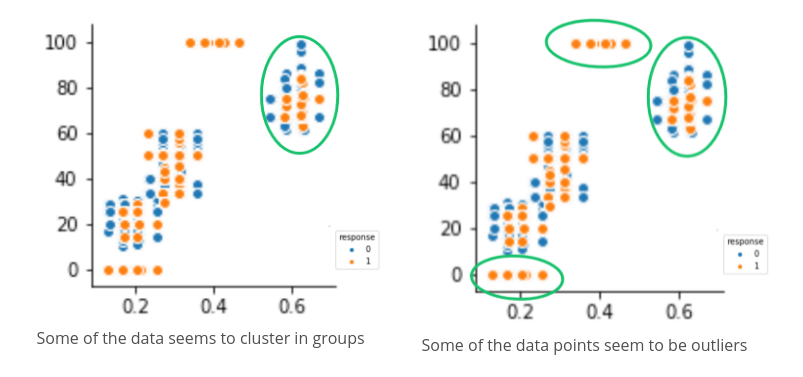 100
80
60
40
20
0
response
0
1
0.2 0.4 0.6
Some of the data seems to cluster in groups
100
80
60
40
20
0
response
0
1
0.2 0.4 0.6
Some of the data points seem to be outliers